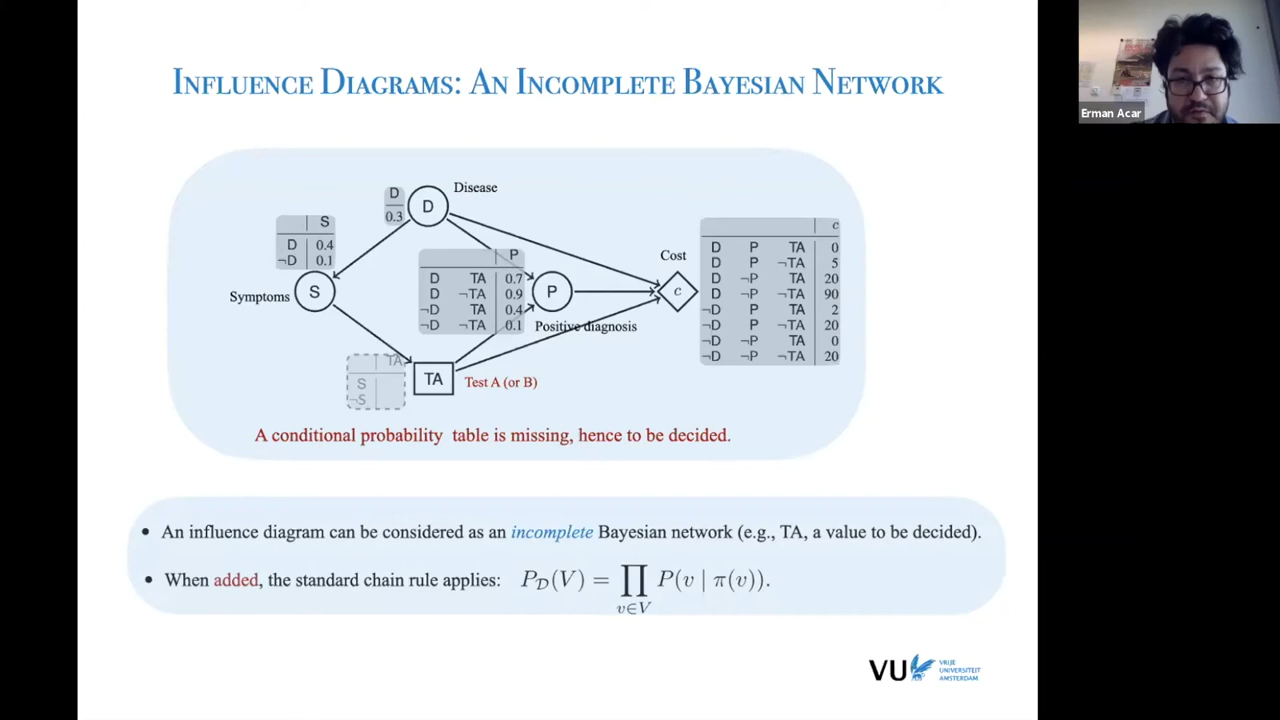 INFLUENCE DIAGRAMS: AN INCOMPLETE BAYESIAN NETWORK
Erman Acar
D
0.3
D
Disease
S
D 0.4
¬D 0.1
Symptoms
S
P
D TA 0.7
D ¬TA 0.9
¬D TA 0.4
¬D ¬TA 0.1
P
Positive diagnosis
Cost
c
c
D P TA 0
D P ¬TA 5
D ¬P TA 20
D ¬P ¬TA 90
¬D P TA 2
¬D P ¬TA 20
¬D ¬P TA 0
¬D ¬P ¬TA 20
TA
S
¬S
TA
Test A (or B)
A conditional probability table is missing, hence to be decided.
• An influence diagram can be considered as an incomplete Bayesian network (e.g., TA, a value to be decided).
• When added, the standard chain rule applies: P_𝒟(V) = ∏_{v∈V} P(v | π(v)).
VU
VRIJE
UNIVERSITEIT
AMSTERDAM